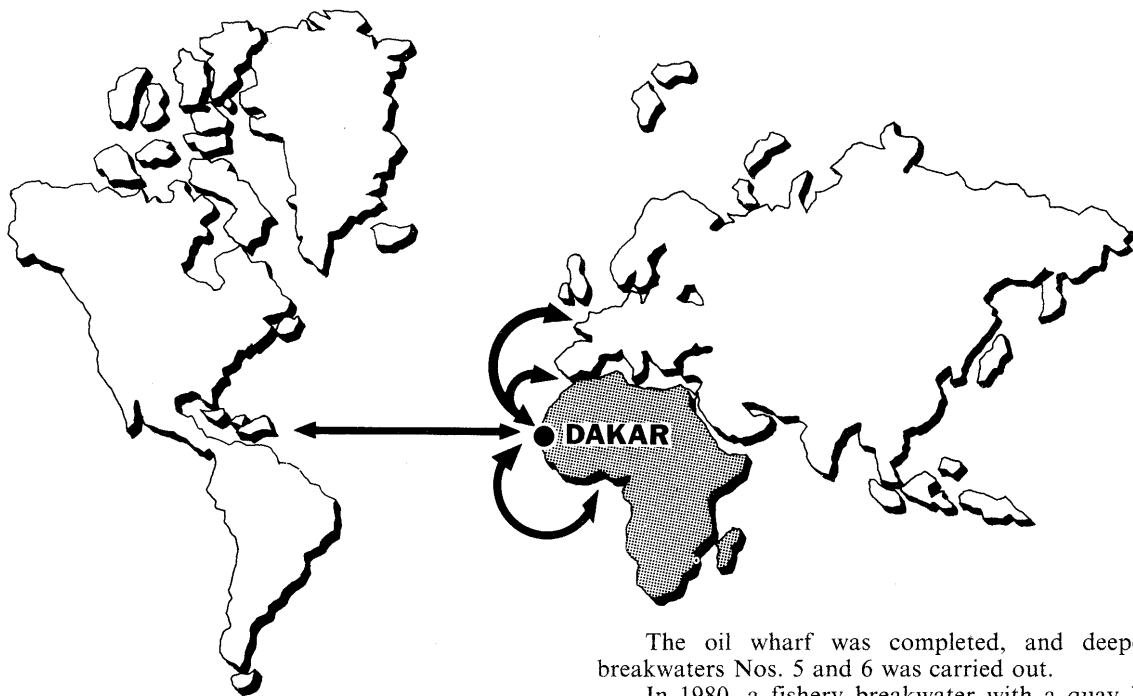 DAKAR
The oil wharf was completed, and deepe
breakwaters Nos. 5 and 6 was carried out.
In 1980, a fishery breakwater with a quay